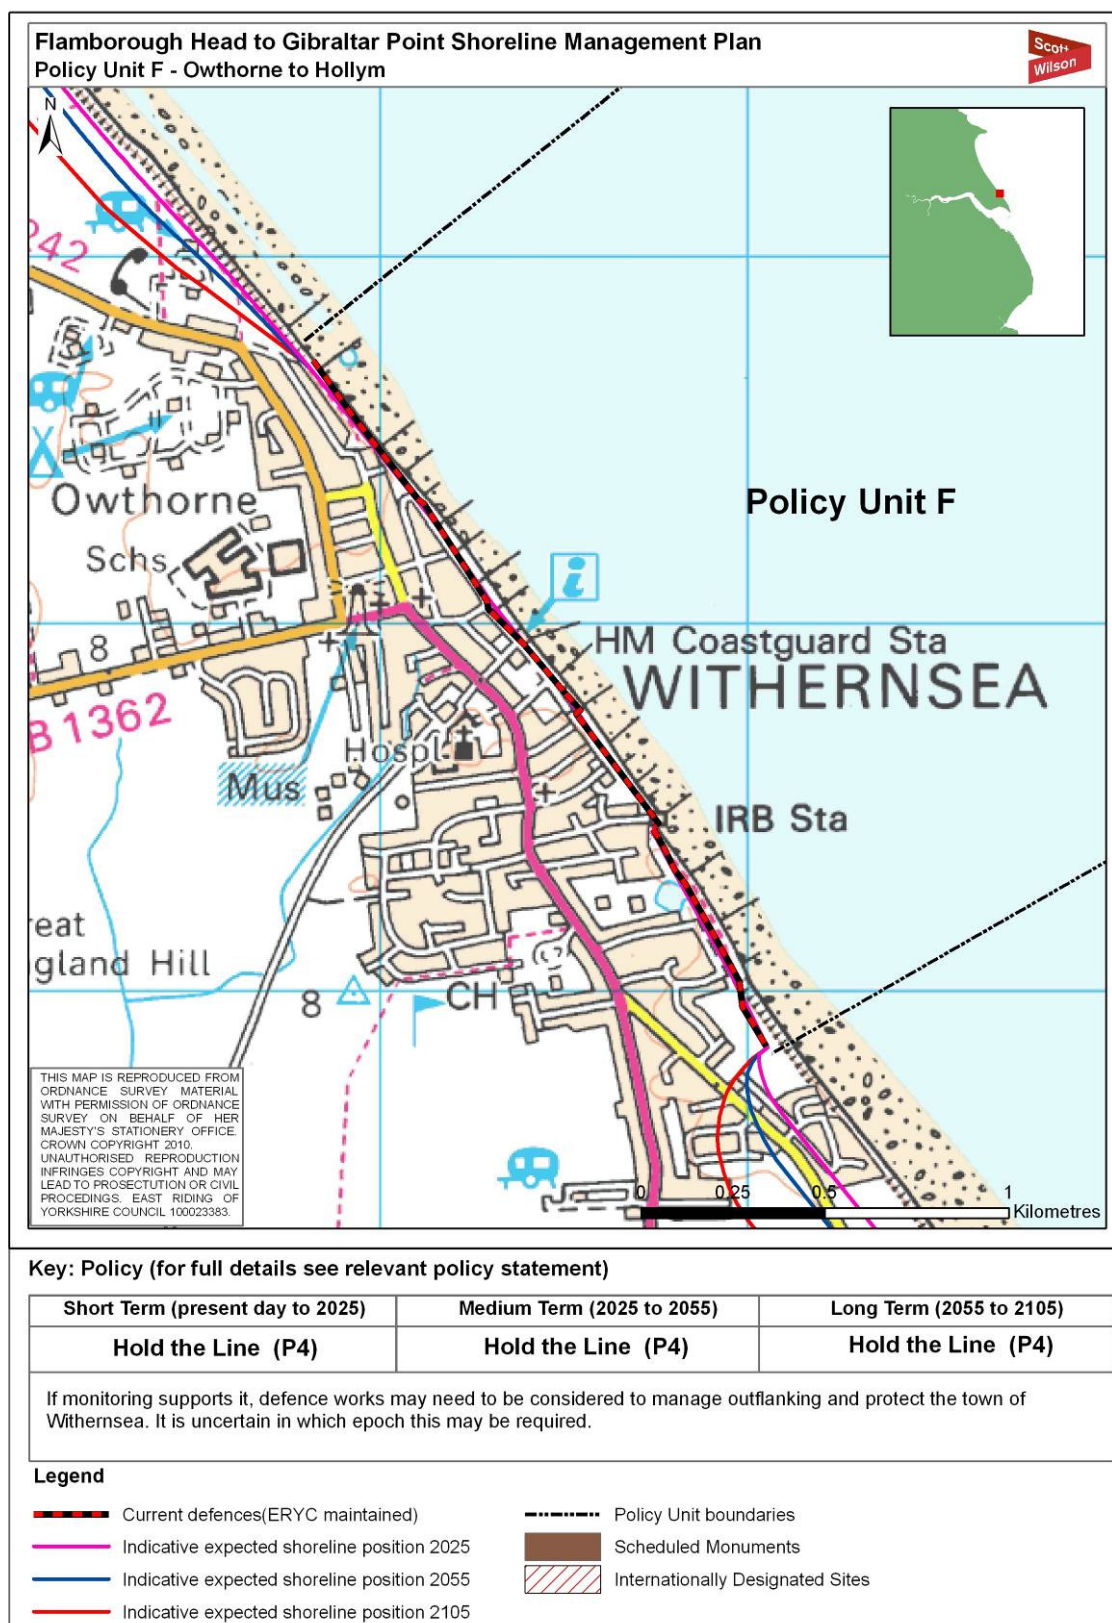 Flamborough Head to Gibraltar Point Shoreline Management Plan
Policy Unit F - Owthorne to Hollym
Scott
Wilson
N
242
Owthorne
Schs
Policy Unit F
i
HM Coastguard Sta
WITHERNSEA
8
B1362
Hospl
Mus
IRB Sta
reat
ngland Hill
8
CH
THIS MAP IS REPRODUCED FROM
ORDNANCE SURVEY MATERIAL
WITH PERMISSION OF ORDNANCE
SURVEY ON BEHALF OF HER
MAJESTY'S STATIONERY OFFICE.
CROWN COPYRIGHT 2010.
UNAUTHORISED REPRODUCTION
INFRINGES COPYRIGHT AND MAY
LEAD TO PROSECTUTION OR CIVIL
PROCEDINGS. EAST RIDING OF
YORKSHIRE COUNCIL 100023383.
0 0.25 0.5 1
Kilometres
Key: Policy (for full details see relevant policy statement)
Short Term (present day to 2025) Medium Term (2025 to 2055) Long Term (2055 to 2105)
Hold the Line (P4) Hold the Line (P4) Hold the Line (P4)
If monitoring supports it, defence works may need to be considered to manage outflanking and protect the town of
Withernsea. It is uncertain in which epoch this may be required.
Legend
Current defences(ERYC maintained)
Indicative expected shoreline position 2025
Indicative expected shoreline position 2055
Indicative expected shoreline position 2105
Policy Unit boundaries
Scheduled Monuments
Internationally Designated Sites